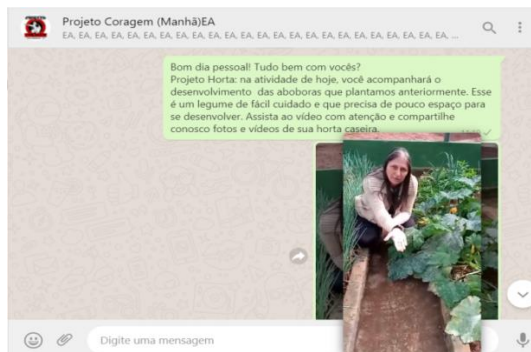 Projeto Coragem (Manhã)EA
EA, EA, EA, EA, EA, EA, EA, EA, EA, EA, EA, EA, EA, EA, EA, EA, EA, EA, EA, EA, EA, EA, EA, EA, ...
Bom dia pessoal! Tudo bem com vocês?
Projeto Horta: na atividade de hoje, você acompanhará o
desenvolvimento das aboboras que plantamos anteriormente. Esse
é um legume de fácil cuidado e que precisa de pouco espaço para
se desenvolver. Assista ao vídeo com atenção e compartilhe
conosco fotos e vídeos de sua horta caseira.
Digite uma mensagem